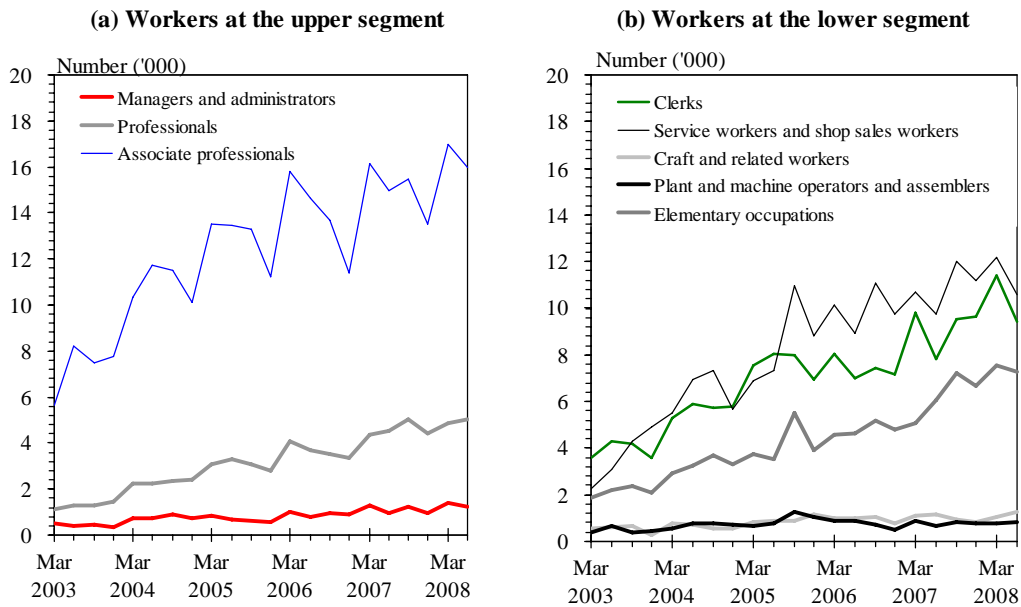 (a) Workers at the upper segment
Number ('000)
20
18
16
14
12
10
8
6
4
2
0
Managers and administrators
Professionals
Associate professionals
Mar Mar Mar Mar Mar Mar
2003 2004 2005 2006 2007 2008
(b) Workers at the lower segment
Number ('000)
20
18
16
14
12
10
8
6
4
2
0
Clerks
Service workers and shop sales workers
Craft and related workers
Plant and machine operators and assemblers
Elementary occupations
Mar Mar Mar Mar Mar Mar
2003 2004 2005 2006 2007 2008